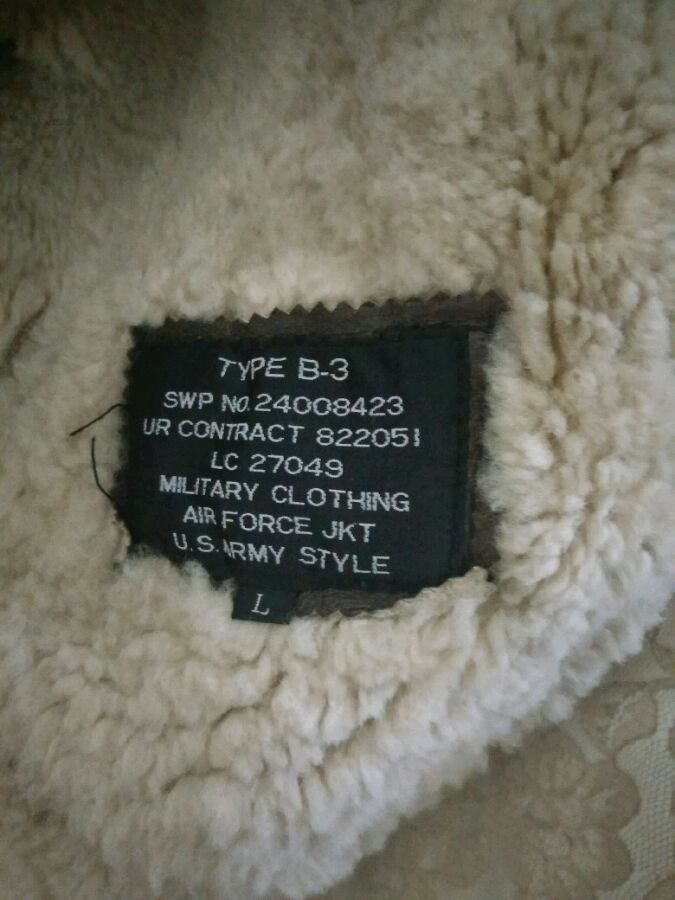 TYPE B-3
SWP NO. 24008423
UR CONTRACT 822051
LC 27049
MILITARY CLOTHING
AIR FORCE JKT
U.S. ARMY STYLE
L